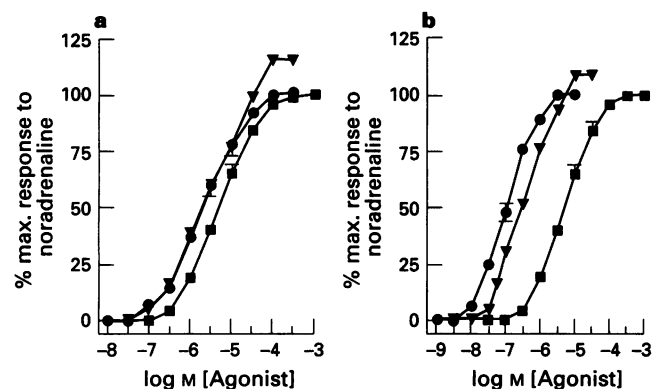 a
b
125
100
75
50
25
0
% max. response to
noradrenaline
-8 -7 -6 -5 -4 -3
log M [Agonist]
125
100
75
50
25
0
% max. response to
noradrenaline
-9 -8 -7 -6 -5 -4 -3
log M [Agonist]